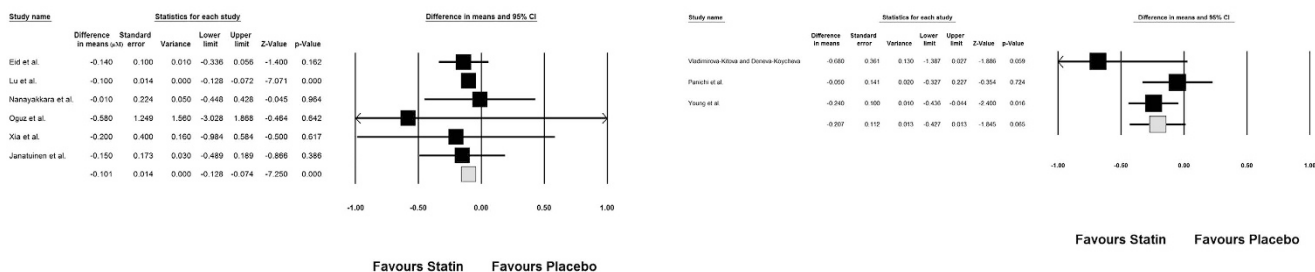 Study name Statistics for each study Difference in means and 95% CI
Difference Standard Lower Upper
in means (µM) error Variance limit limit Z-Value p-Value
Eid et al. -0.140 0.100 0.010 -0.336 0.056 -1.400 0.162
Lu et al. -0.100 0.014 0.000 -0.128 -0.072 -7.071 0.000
Nanayakkara et al. -0.010 0.224 0.050 -0.448 0.428 -0.045 0.964
Oguz et al. -0.580 1.249 1.560 -3.028 1.868 -0.464 0.642
Xia et al. -0.200 0.400 0.160 -0.984 0.584 -0.500 0.617
Janatuinen et al. -0.150 0.173 0.030 -0.489 0.189 -0.866 0.386
-0.101 0.014 0.000 -0.128 -0.074 -7.250 0.000
-1.00 -0.50 0.00 0.50 1.00
Favours Statin Favours Placebo
Study name Statistics for each study Difference in means and 95% CI
Difference Standard Lower Upper
in means error Variance limit limit Z-Value p-Value
Vladimirova-Kitova and Deneva-Koycheva -0.680 0.361 0.130 -1.387 0.027 -1.886 0.059
Panichi et al. -0.050 0.141 0.020 -0.327 0.227 -0.354 0.724
Young et al. -0.240 0.100 0.010 -0.436 -0.044 -2.400 0.016
-0.207 0.112 0.013 -0.427 0.013 -1.845 0.065
-1.00 -0.50 0.00 0.50 1.00
Favours Statin Favours Placebo